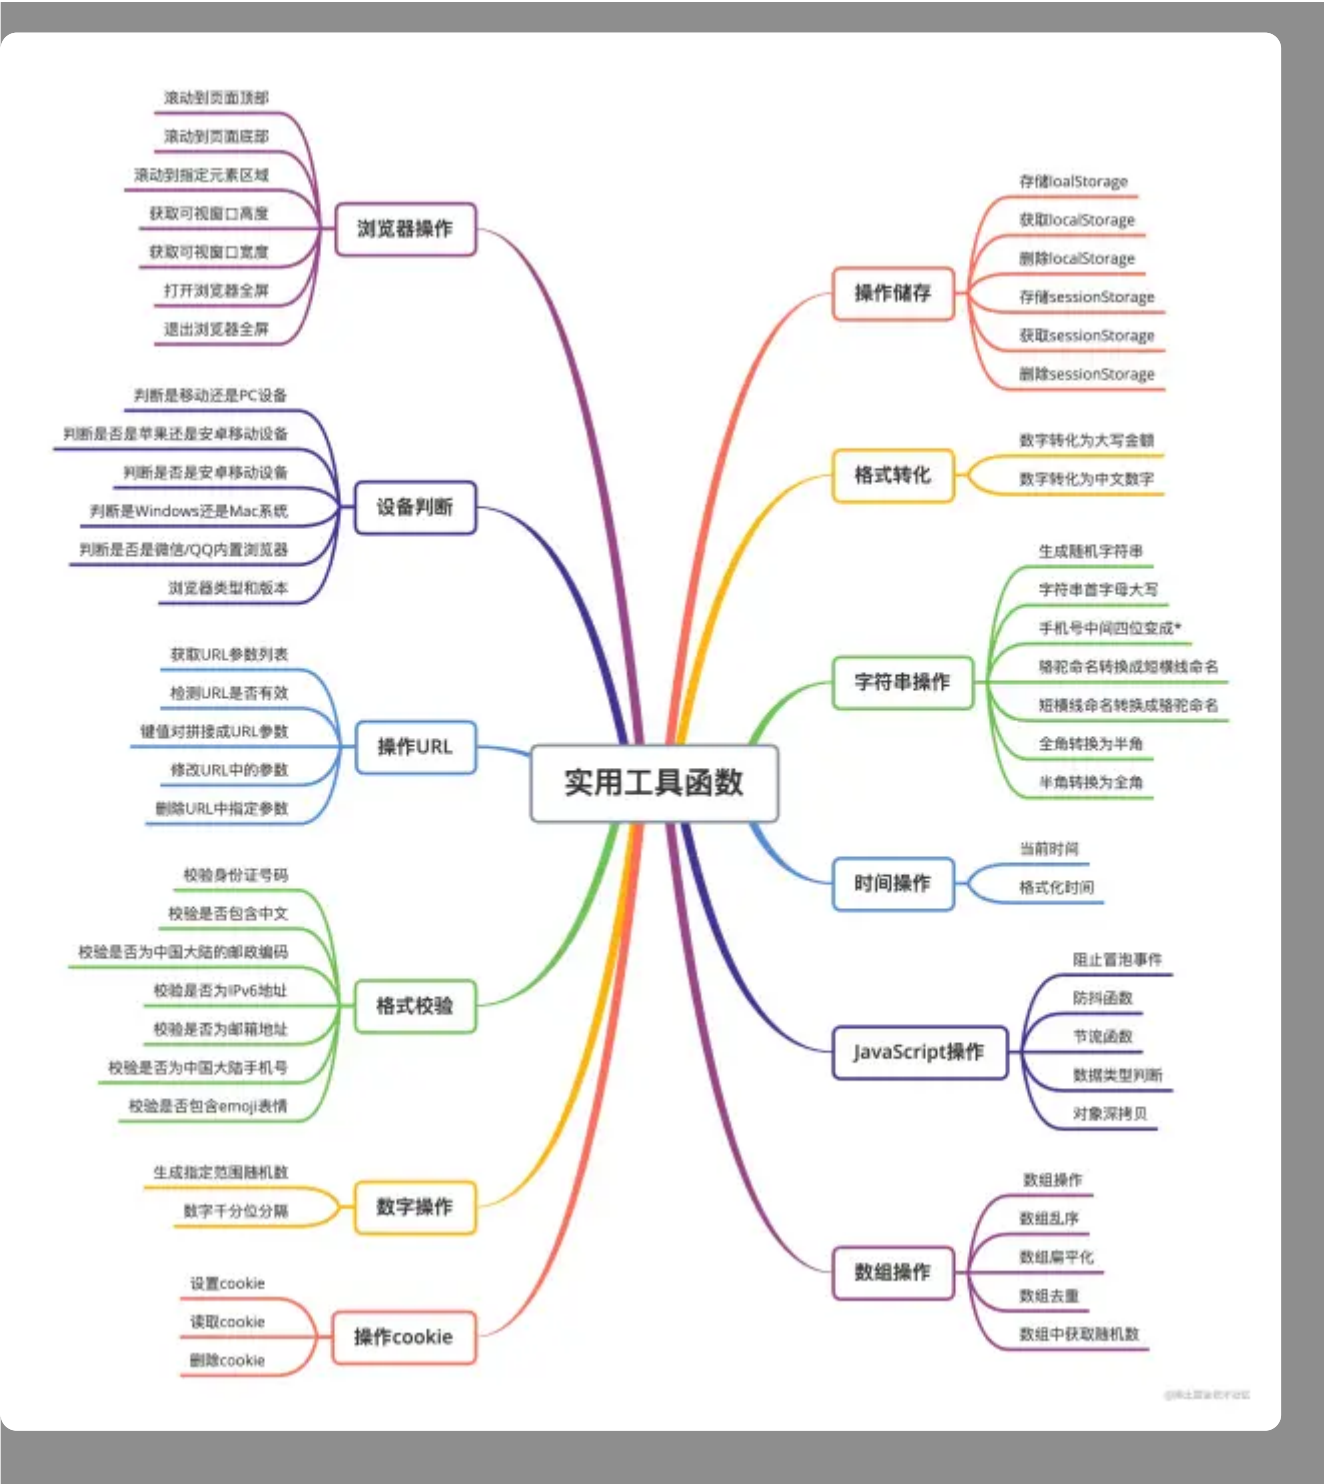 实用工具函数
浏览器操作
滚动到页面顶部
滚动到页面底部
滚动到指定元素区域
获取可视窗口高度
获取可视窗口宽度
打开浏览器全屏
退出浏览器全屏
设备判断
判断是移动还是PC设备
判断是否是苹果还是安卓移动设备
判断是否是安卓移动设备
判断是Windows还是Mac系统
判断是否是微信/QQ内置浏览器
浏览器类型和版本
操作URL
获取URL参数列表
检测URL是否有效
键值对拼接成URL参数
修改URL中的参数
删除URL中指定参数
格式校验
校验身份证号码
校验是否包含中文
校验是否为中国大陆的邮政编码
校验是否为IPv6地址
校验是否为邮箱地址
校验是否为中国大陆手机号
校验是否包含emoji表情
数字操作
生成指定范围随机数
数字千分位分隔
操作cookie
设置cookie
读取cookie
删除cookie
操作储存
存储loalStorage
获取localStorage
删除localStorage
存储sessionStorage
获取sessionStorage
删除sessionStorage
格式转化
数字转化为大写金额
数字转化为中文数字
字符串操作
生成随机字符串
字符串首字母大写
手机号中间四位变成*
骆驼命名转换成短横线命名
短横线命名转换成骆驼命名
全角转换为半角
半角转换为全角
时间操作
当前时间
格式化时间
JavaScript操作
阻止冒泡事件
防抖函数
节流函数
数据类型判断
对象深拷贝
数组操作
数组操作
数组乱序
数组扁平化
数组去重
数组中获取随机数